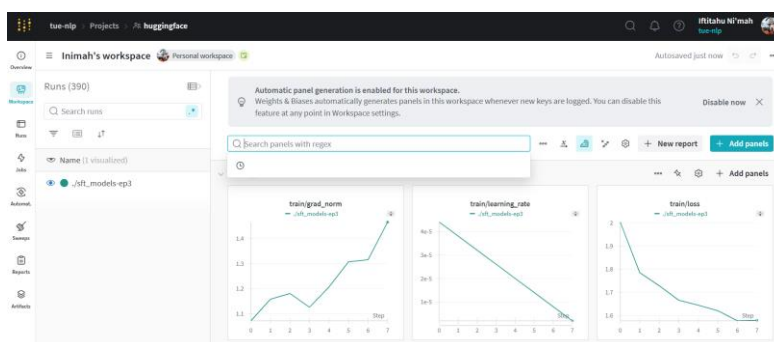 tue-nlp › Projects › huggingface
Iftitahu Ni'mah
tue-nlp
Overview
Inimah's workspace
Personal workspace
Autosaved just now
Workspace
Runs (390)
Search runs
Runs
Jobs
Name (1 visualized)
./sft_models-ep3
Automat.
Sweeps
Reports
Artifacts
Automatic panel generation is enabled for this workspace.
Weights & Biases automatically generates panels in this workspace whenever new keys are logged. You can disable this
feature at any point in Workspace settings.
Disable now
Search panels with regex
New report
Add panels
Add panels
train/grad_norm
./sft_models-ep3
1.4
1.3
1.2
1.1
Step
0 1 2 3 4 5 6 7
train/learning_rate
./sft_models-ep3
4e-5
3e-5
2e-5
1e-5
Step
0 1 2 3 4 5 6 7
train/loss
./sft_models-ep3
2
1.9
1.8
1.7
1.6
Step
0 1 2 3 4 5 6 7